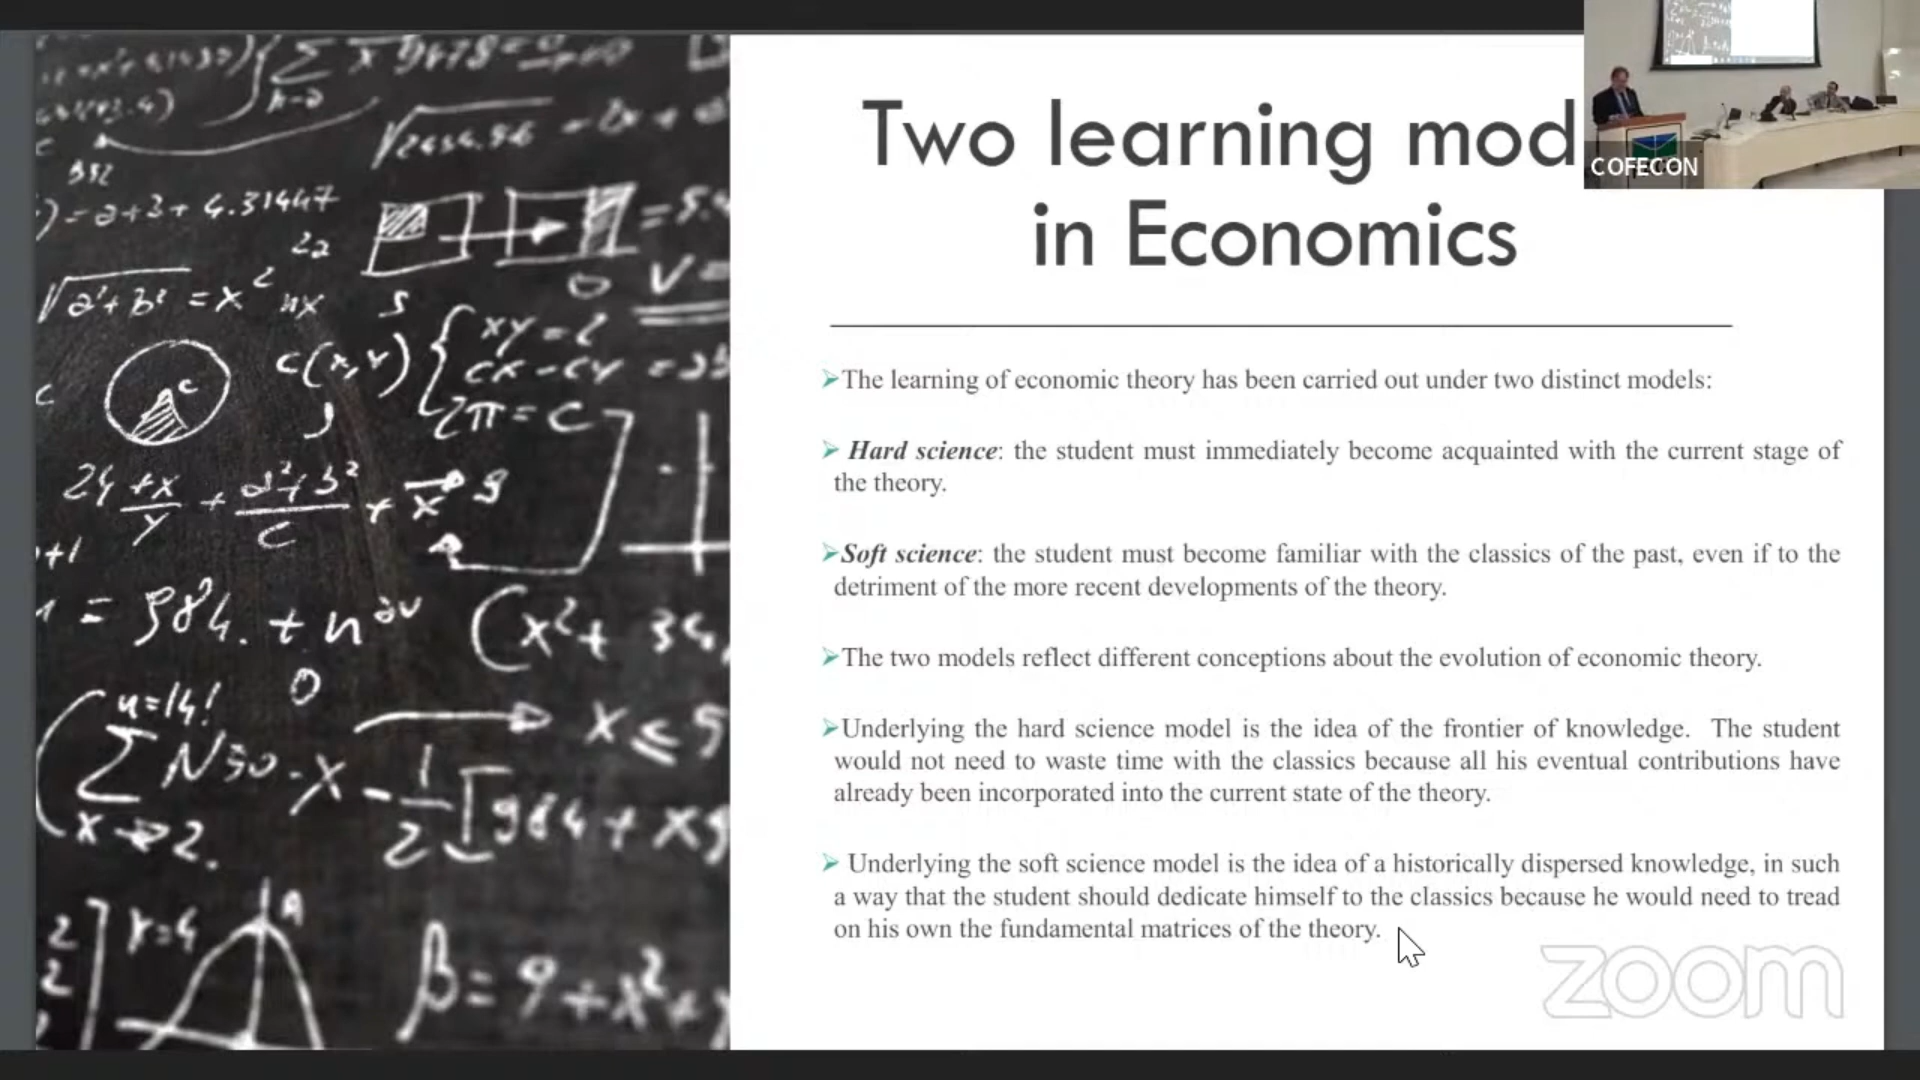 Two learning mod
in Economics
COFECON
➢The learning of economic theory has been carried out under two distinct models:
➢ Hard science: the student must immediately become acquainted with the current stage of
the theory.
➢Soft science: the student must become familiar with the classics of the past, even if to the
detriment of the more recent developments of the theory.
➢The two models reflect different conceptions about the evolution of economic theory.
➢Underlying the hard science model is the idea of the frontier of knowledge. The student
would not need to waste time with the classics because all his eventual contributions have
already been incorporated into the current state of the theory.
➢ Underlying the soft science model is the idea of a historically dispersed knowledge, in such
a way that the student should dedicate himself to the classics because he would need to tread
on his own the fundamental matrices of the theory.
zoom